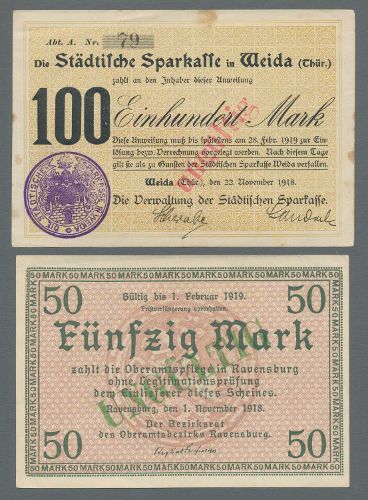 Abt. A. Nr. 79
Die Städtische Sparkasse in Weida (Thür.)
zahlt an den Inhaber dieser Anweisung
100 Einhundert Mark
Diese Anweisung muß bis spätestens am 28. Febr. 1919 zur Ein-
lösung bezw. Verrechnung vorgelegt werden. Nach diesem Tage
gilt sie als zu Gunsten der Städtischen Sparkasse Weida verfallen.
Weida (Thür.), den 22. November 1918.
Die Verwaltung der Städtischen Sparkasse.
Ungültig
50 50
Gültig bis 1. Februar 1919.
Fristverlängerung vorbehalten.
Fünfzig Mark
zahlt die Oberamtspflege in Ravensburg
ohne Legitimationsprüfung
dem Einlieferer dieses Scheines.
Ravensburg, den 1. November 1918.
Der Bezirksrat
des Oberamtsbezirks Ravensburg.
50 50
UNGÜLTIG